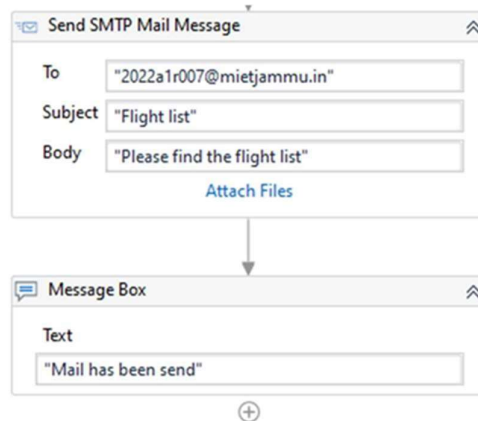 Send SMTP Mail Message
To "2022a1r007@mietjammu.in"
Subject "Flight list"
Body "Please find the flight list"
Attach Files
Message Box
Text
"Mail has been send"